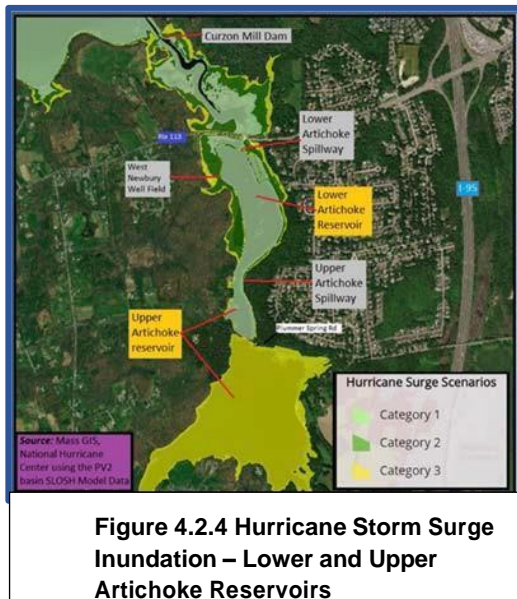 Curzon Mill Dam
Rte 113
Lower
Artichoke
Spillway
West
Newbury
Well Field
I-95
Lower
Artichoke
Reservoir
Upper
Artichoke
Spillway
Upper
Artichoke
reservoir
Plummer Spring Rd
Hurricane Surge Scenarios
Category 1
Category 2
Category 3
Source: Mass GIS,
National Hurricane
Center using the PV2
basin SLOSH Model Data
Figure 4.2.4 Hurricane Storm Surge
Inundation – Lower and Upper
Artichoke Reservoirs